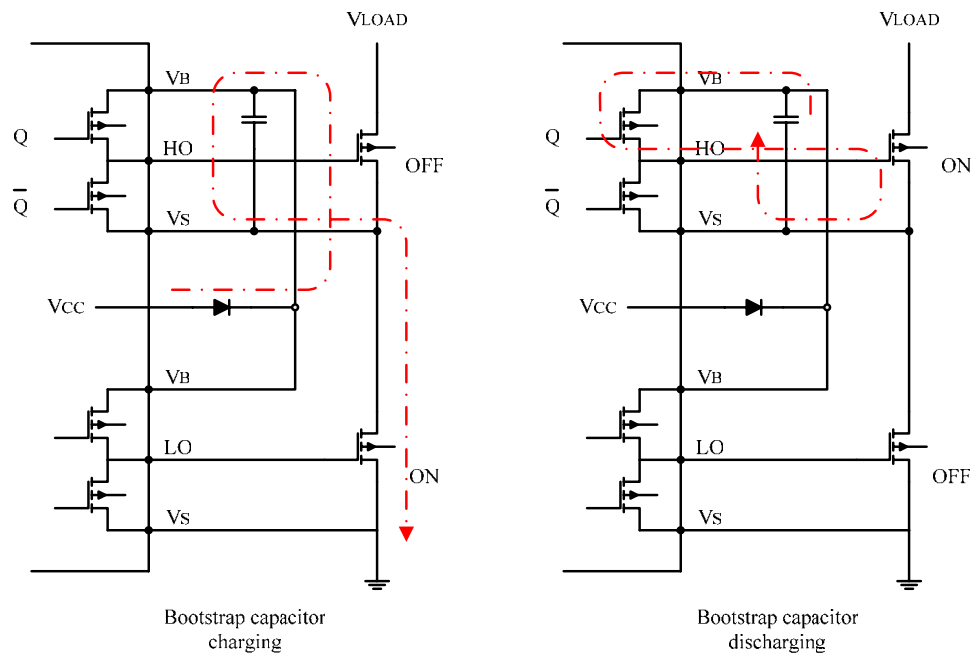 VLOAD
VB
Q
HO
OFF
Q
VS
VCC
VB
LO
ON
VS
Bootstrap capacitor
charging
VLOAD
VB
Q
HO
ON
Q
VS
VCC
VB
LO
OFF
VS
Bootstrap capacitor
discharging